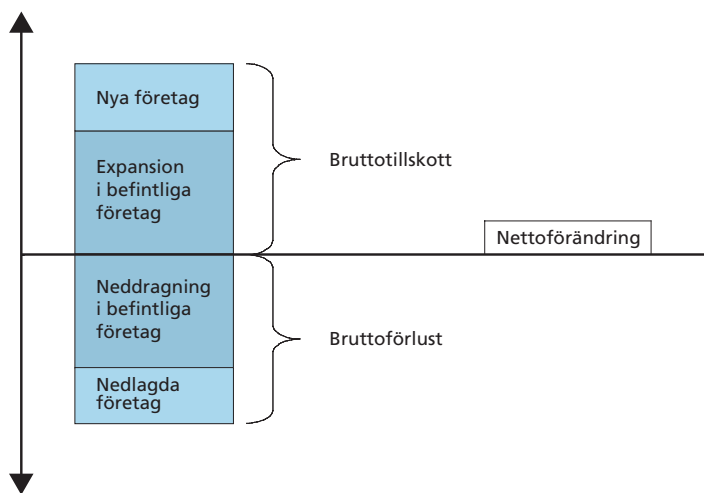 Nya företag
Expansion
i befintliga
företag
Bruttotillskott
Nettoförändring
Neddragning
i befintliga
företag
Bruttoförlust
Nedlagda
företag